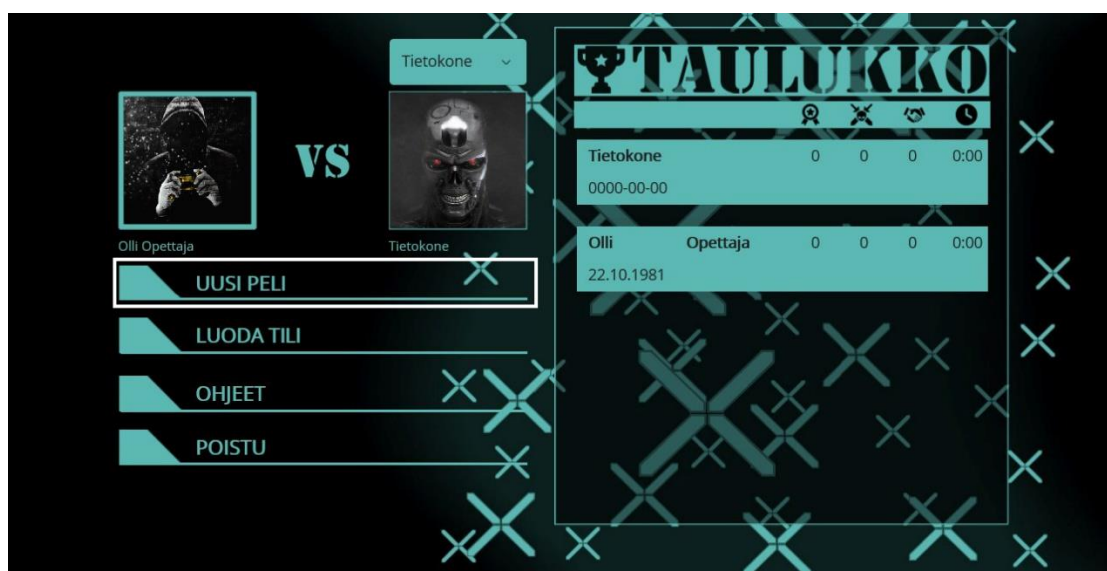 Tietokone
VS
Olli Opettaja
Tietokone
UUSI PELI
LUODA TILI
OHJEET
POISTU
TAULUKKO
Tietokone 0 0 0 0:00
0000-00-00
Olli Opettaja 0 0 0 0:00
22.10.1981